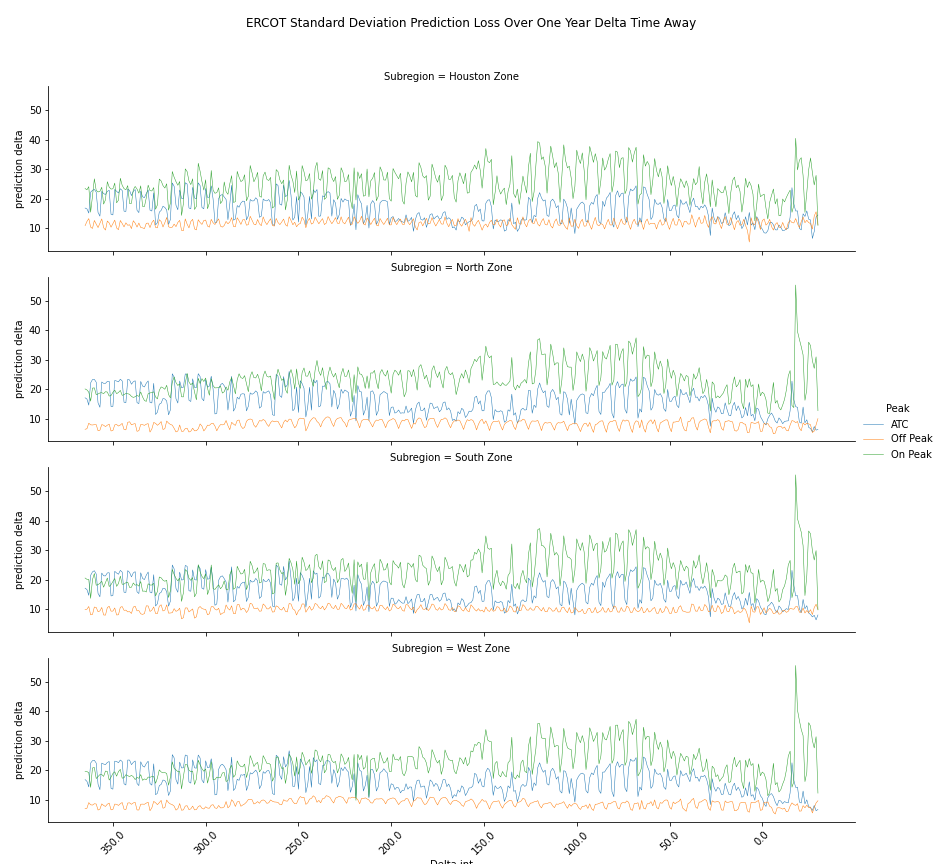 ERCOT Standard Deviation Prediction Loss Over One Year Delta Time Away
Subregion = Houston Zone
50
40
30
20
10
prediction delta
Subregion = North Zone
50
40
30
20
10
prediction delta
Peak
ATC
Off Peak
On Peak
Subregion = South Zone
50
40
30
20
10
prediction delta
Subregion = West Zone
50
40
30
20
10
prediction delta
350.0
300.0
250.0
200.0
150.0
100.0
50.0
0.0
Delta int